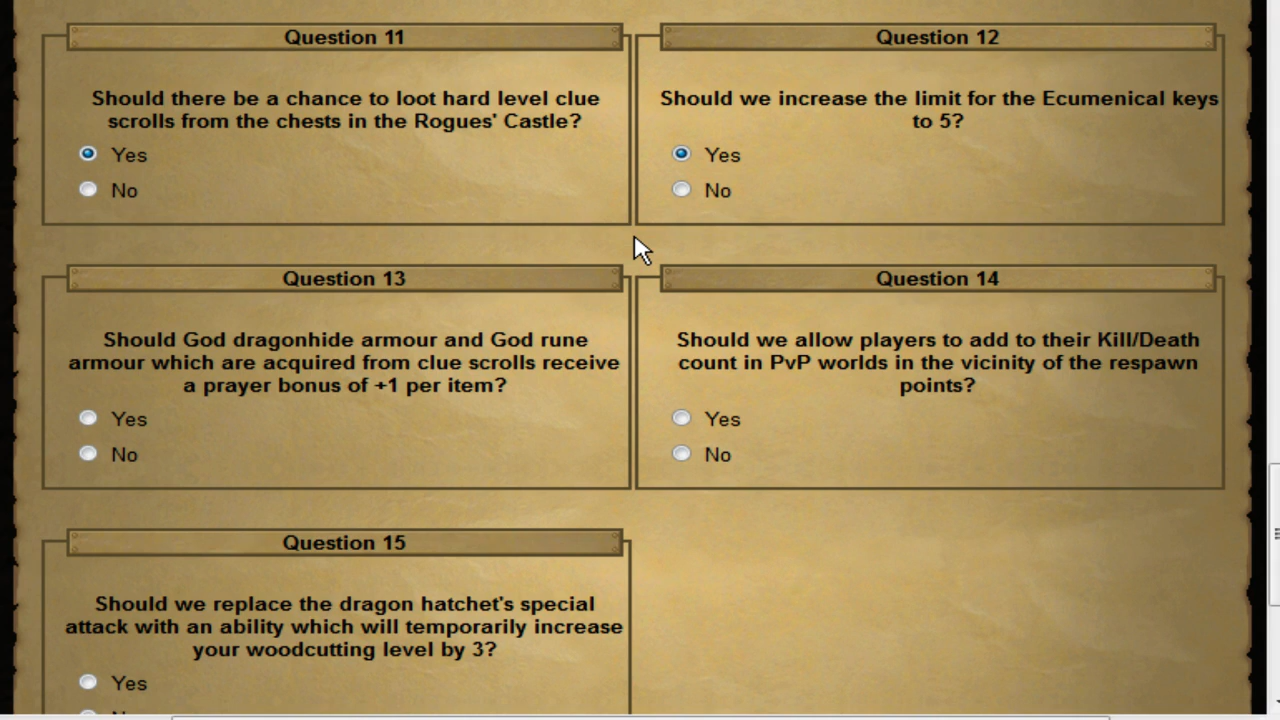 Question 11
Should there be a chance to loot hard level clue
scrolls from the chests in the Rogues' Castle?
Yes
No
Question 12
Should we increase the limit for the Ecumenical keys
to 5?
Yes
No
Question 13
Should God dragonhide armour and God rune
armour which are acquired from clue scrolls receive
a prayer bonus of +1 per item?
Yes
No
Question 14
Should we allow players to add to their Kill/Death
count in PvP worlds in the vicinity of the respawn
points?
Yes
No
Question 15
Should we replace the dragon hatchet's special
attack with an ability which will temporarily increase
your woodcutting level by 3?
Yes